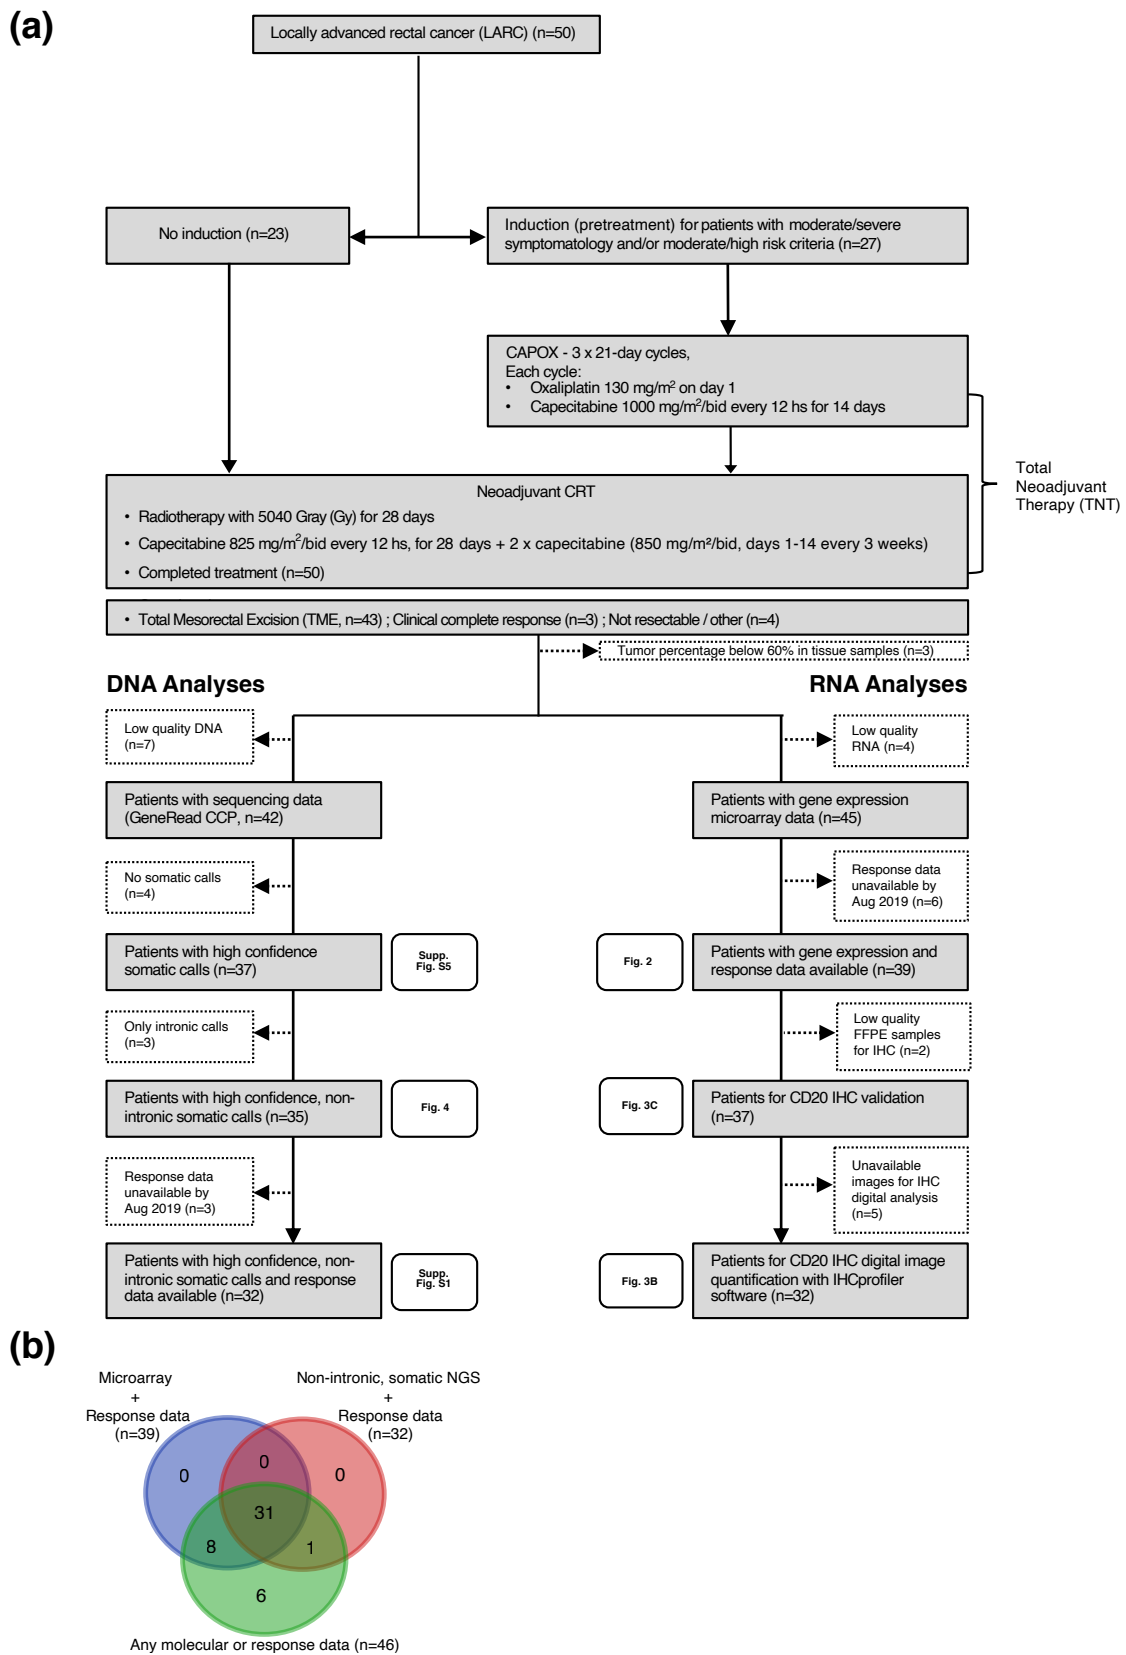 (a)
Locally advanced rectal cancer (LARC) (n=50)
No induction (n=23)
Induction (pretreatment) for patients with moderate/severe
symptomatology and/or moderate/high risk criteria (n=27)
CAPOX - 3 x 21-day cycles,
Each cycle:
• Oxaliplatin 130 mg/m² on day 1
• Capecitabine 1000 mg/m²/bid every 12 hs for 14 days
Total
Neoadjuvant
Therapy (TNT)
Neoadjuvant CRT
• Radiotherapy with 5040 Gray (Gy) for 28 days
• Capecitabine 825 mg/m²/bid every 12 hs, for 28 days + 2 x capecitabine (850 mg/m²/bid, days 1-14 every 3 weeks)
• Completed treatment (n=50)
• Total Mesorectal Excision (TME, n=43) ; Clinical complete response (n=3) ; Not resectable / other (n=4)
Tumor percentage below 60% in tissue samples (n=3)
DNA Analyses
Low quality DNA
(n=7)
Patients with sequencing data
(GeneRead CCP, n=42)
No somatic calls
(n=4)
Patients with high confidence
somatic calls (n=37)
Supp.
Fig. S5
Only intronic calls
(n=3)
Patients with high confidence, non-
intronic somatic calls (n=35)
Fig. 4
Response data
unavailable by
Aug 2019 (n=3)
Patients with high confidence, non-
intronic somatic calls and response
data available (n=32)
Supp.
Fig. S1
RNA Analyses
Low quality
RNA (n=4)
Patients with gene expression
microarray data (n=45)
Response data
unavailable by
Aug 2019 (n=6)
Fig. 2
Patients with gene expression and
response data available (n=39)
Low quality
FFPE samples
for IHC (n=2)
Fig. 3C
Patients for CD20 IHC validation
(n=37)
Unavailable
images for IHC
digital analysis
(n=5)
Fig. 3B
Patients for CD20 IHC digital image
quantification with IHCprofiler
software (n=32)
(b)
Microarray
+
Response data
(n=39)
Non-intronic, somatic NGS
+
Response data
(n=32)
0
0
0
31
8
1
6
Any molecular or response data (n=46)